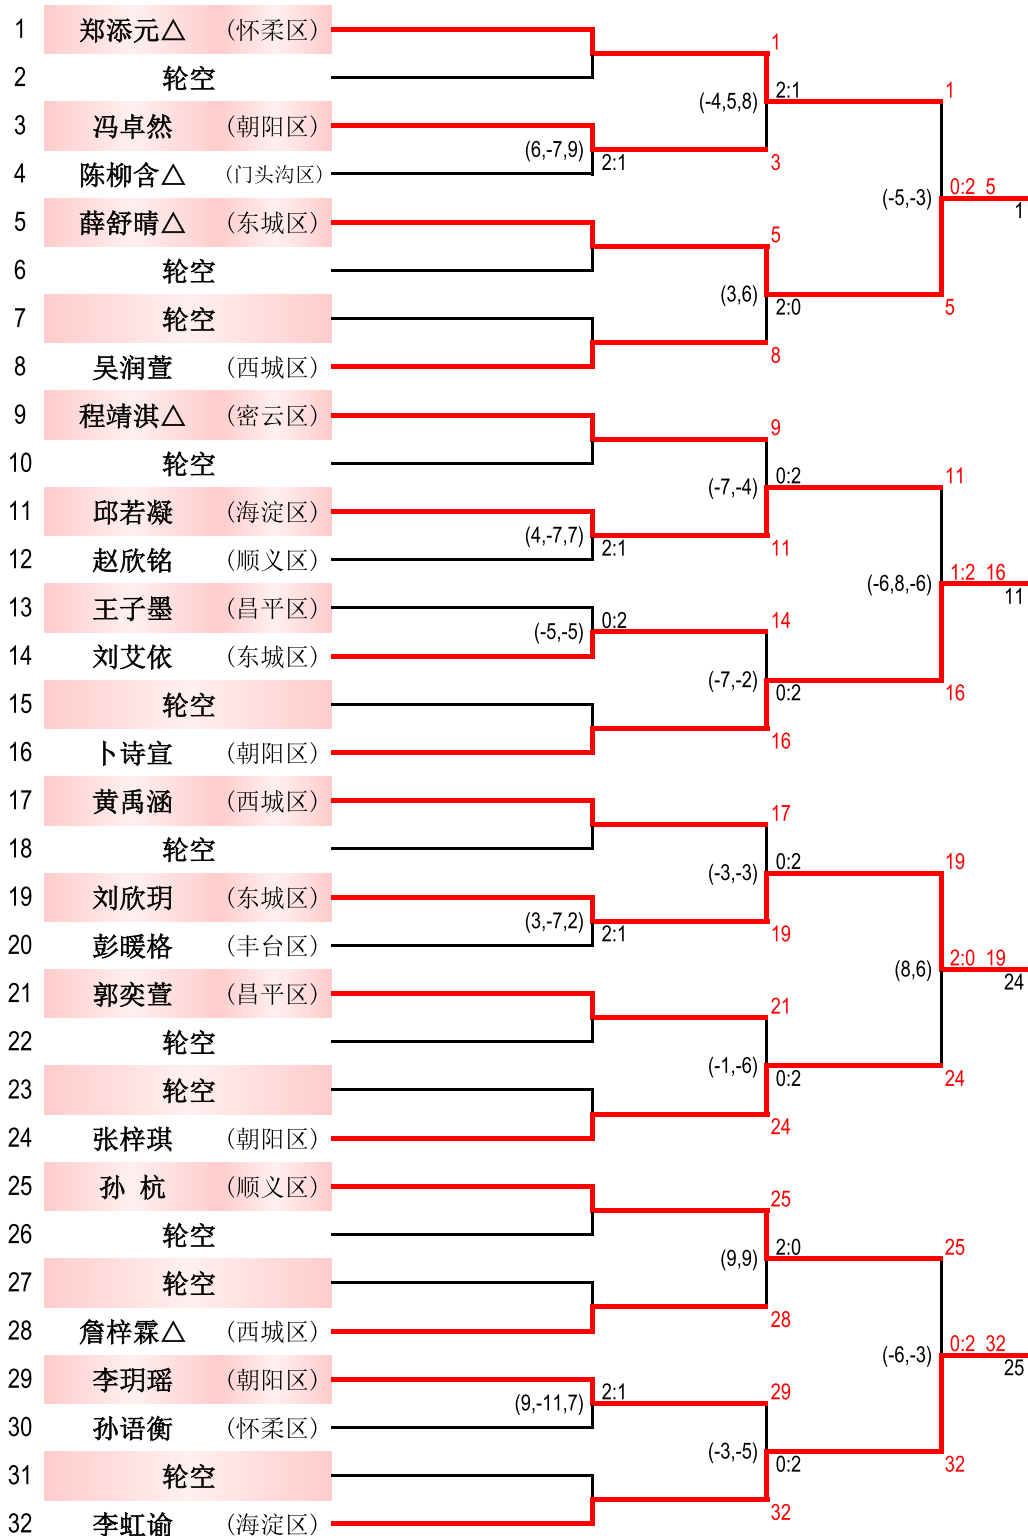 1 郑添元△ (怀柔区)
1
2 轮空
2:1
1
(-4,5,8)
3 冯卓然 (朝阳区)
(6,-7,9)
2:1
3
4 陈柳含△ (门头沟区)
0:2 5
(-5,-3)
1
5 薛舒晴△ (东城区)
5
6 轮空
(3,6)
2:0
5
7 轮空
8
8 吴润萱 (西城区)
9 程靖淇△ (密云区)
9
10 轮空
0:2
11
(-7,-4)
11 邱若凝 (海淀区)
(4,-7,7)
2:1
11
12 赵欣铭 (顺义区)
1:2 16
(-6,8,-6)
11
13 王子墨 (昌平区)
0:2
14
(-5,-5)
14 刘艾依 (东城区)
(-7,-2)
0:2
16
15 轮空
16
16 卜诗宣 (朝阳区)
17 黄禹涵 (西城区)
17
18 轮空
0:2
19
(-3,-3)
19 刘欣玥 (东城区)
(3,-7,2)
2:1
19
20 彭暖格 (丰台区)
2:0 19
(8,6)
24
21 郭奕萱 (昌平区)
21
22 轮空
(-1,-6)
0:2
24
23 轮空
24
24 张梓琪 (朝阳区)
25 孙 杭 (顺义区)
25
26 轮空
2:0
25
(9,9)
27 轮空
28
28 詹梓霖△ (西城区)
0:2 32
(-6,-3)
25
29 李玥瑶 (朝阳区)
2:1
29
(9,-11,7)
30 孙语衡 (怀柔区)
(-3,-5)
0:2
32
31 轮空
32
32 李虹谕 (海淀区)